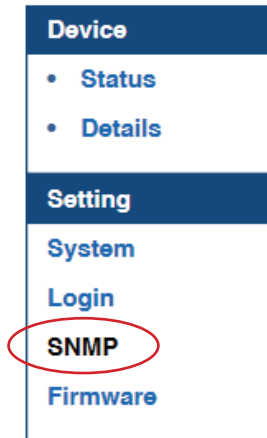 Device
• Status
• Details
Setting
System
Login
SNMP
Firmware